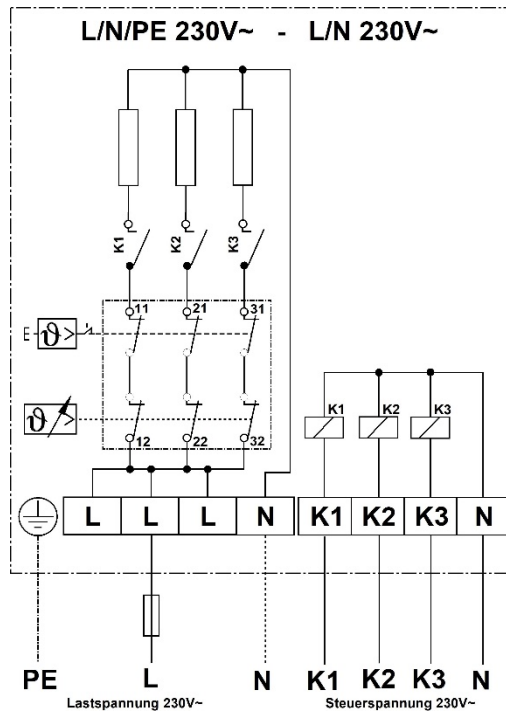 L/N/PE 230V~ - L/N 230V~
K1 K2 K3
11 21 31
E ϑ >
ϑ >
12 22 32
K1 K2 K3
L L L N K1 K2 K3 N
PE L N K1 K2 K3 N
Lastspannung 230V~ Steuerspannung 230V~